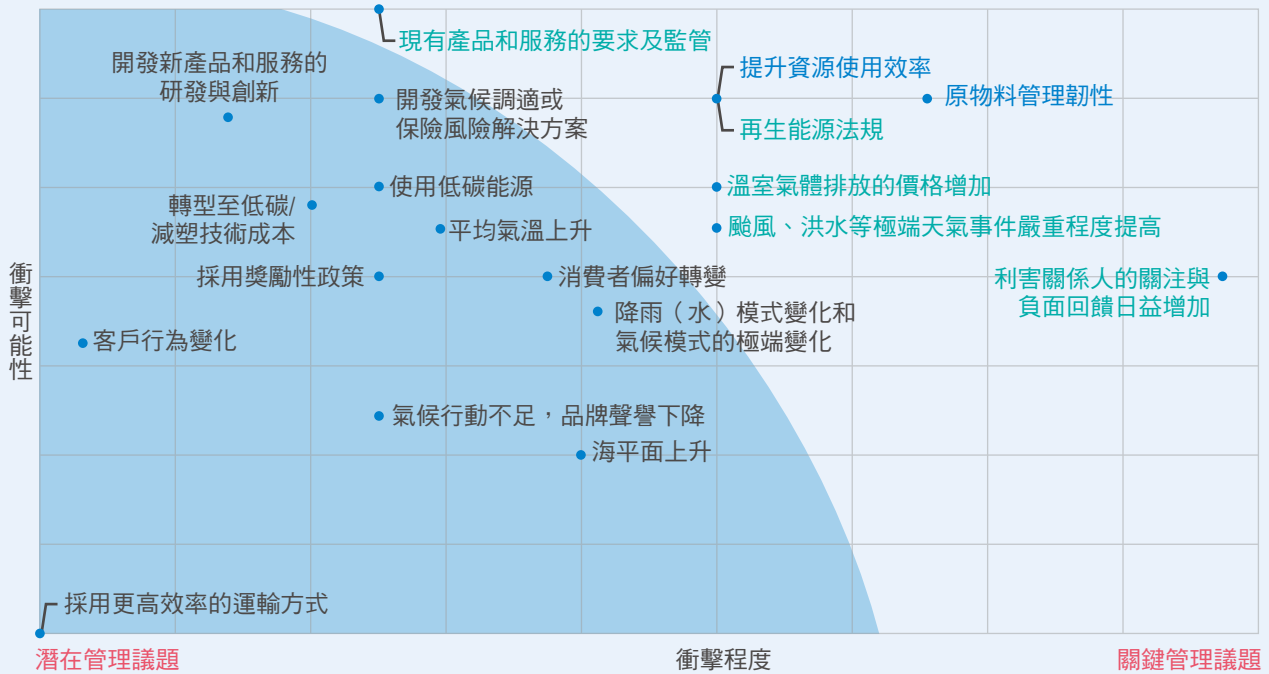 現有產品和服務的要求及監管
開發新產品和服務的
研發與創新
提升資源使用效率
開發氣候調適或
保險風險解決方案
原物料管理韌性
再生能源法規
使用低碳能源
溫室氣體排放的價格增加
轉型至低碳/
減塑技術成本
平均氣溫上升
颱風、洪水等極端天氣事件嚴重程度提高
採用獎勵性政策
消費者偏好轉變
利害關係人的關注與
負面回饋日益增加
降雨（水）模式變化和
氣候模式的極端變化
衝擊可能性
客戶行為變化
氣候行動不足，品牌聲譽下降
海平面上升
採用更高效率的運輸方式
潛在管理議題
衝擊程度
關鍵管理議題